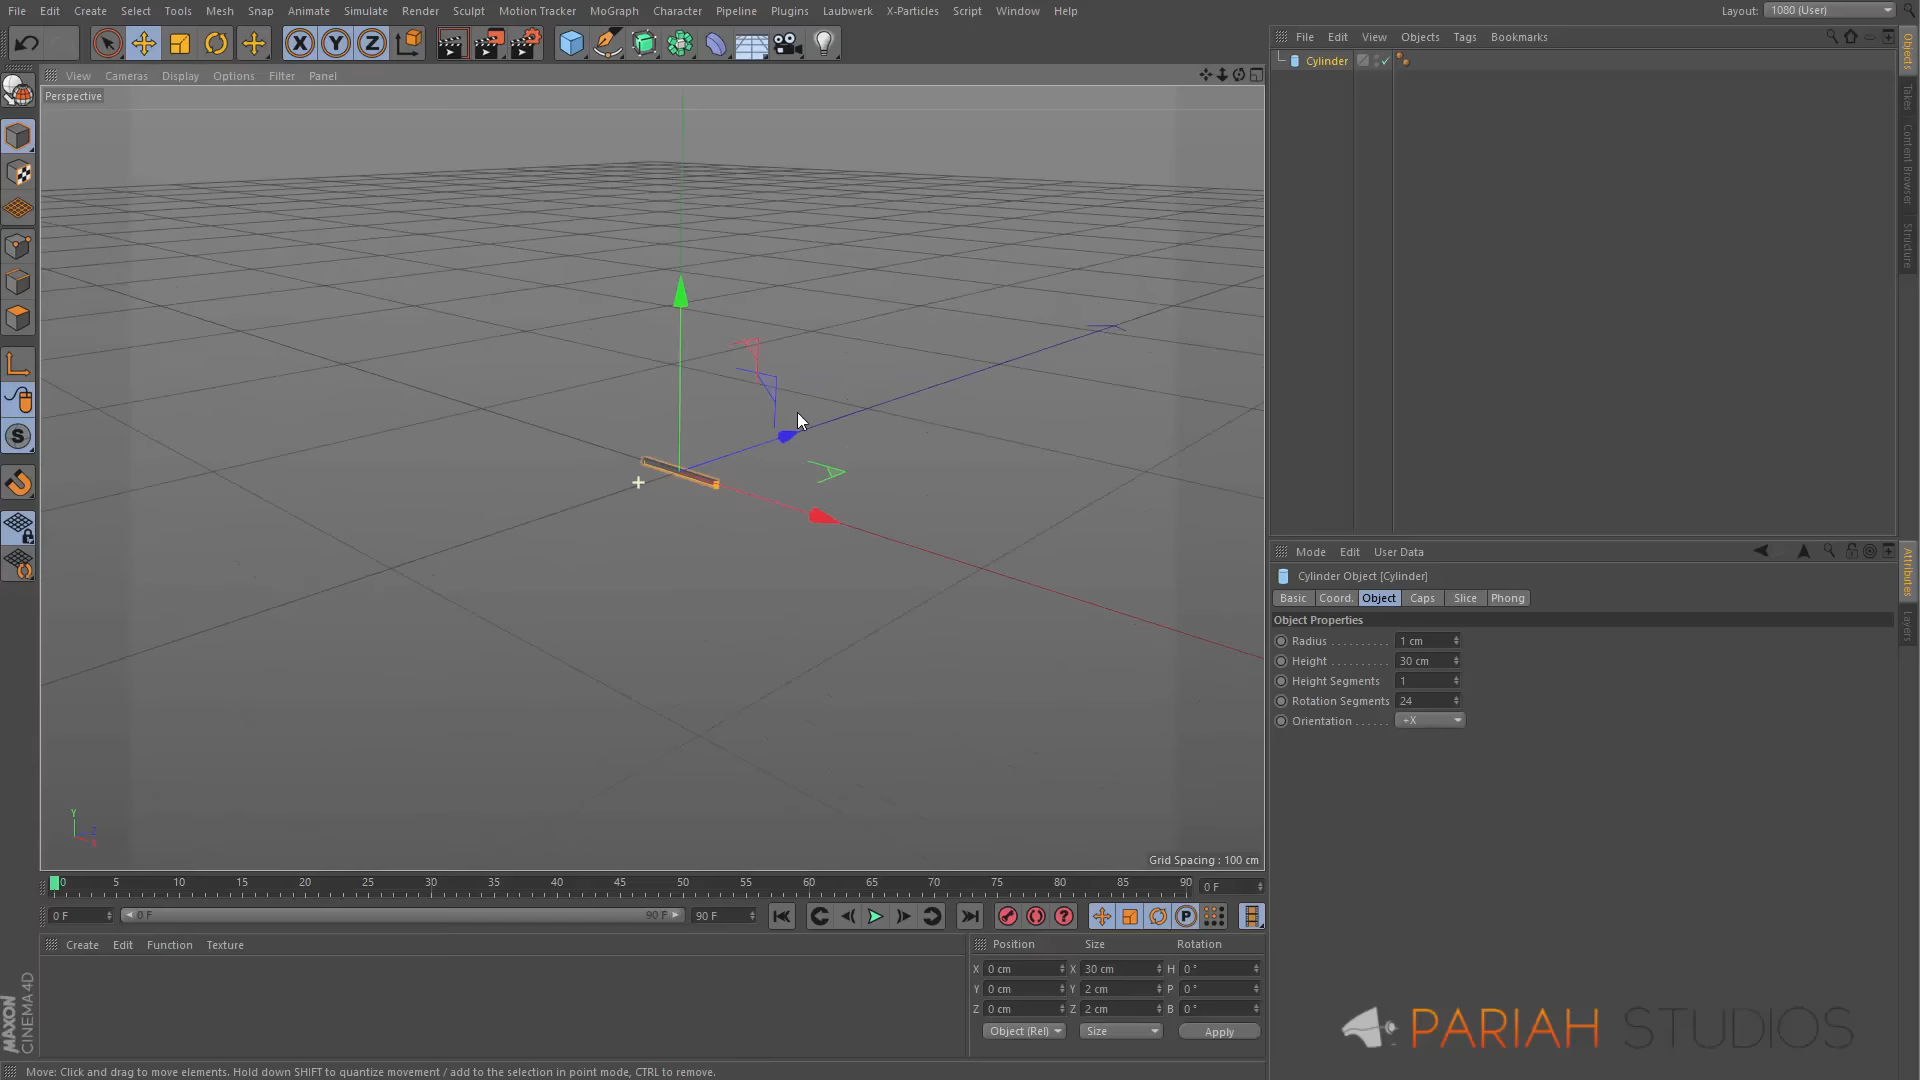 File Edit Create Select Tools Mesh Snap Animate Simulate Render Sculpt Motion Tracker MoGraph Character Pipeline Plugins Laubwerk X-Particles Script Window Help Layout: 1080 (User)
X Y Z
File Edit View Objects Tags Bookmarks
View Cameras Display Options Filter Panel
Perspective
Cylinder
Objects
Takes
Content Browser
Structure
S
Mode Edit User Data
Cylinder Object [Cylinder]
Basic Coord. Object Caps Slice Phong
Object Properties
Radius . . . . . . . . . . 1 cm
Height . . . . . . . . . . 30 cm
Height Segments 1
Rotation Segments 24
Orientation . . . . . . +X
Attributes
Layers
Y
Z
X
Grid Spacing : 100 cm
0 5 10 15 20 25 30 35 40 45 50 55 60 65 70 75 80 85 90 0 F
0 F 0 F 90 F 90 F ? P
Create Edit Function Texture
Position Size Rotation
X 0 cm X 30 cm H 0 °
Y 0 cm Y 2 cm P 0 °
Z 0 cm Z 2 cm B 0 °
Object (Rel) Size Apply
MAXON
CINEMA 4D
PARIAH STUDIOS
Move: Click and drag to move elements. Hold down SHIFT to quantize movement / add to the selection in point mode, CTRL to remove.